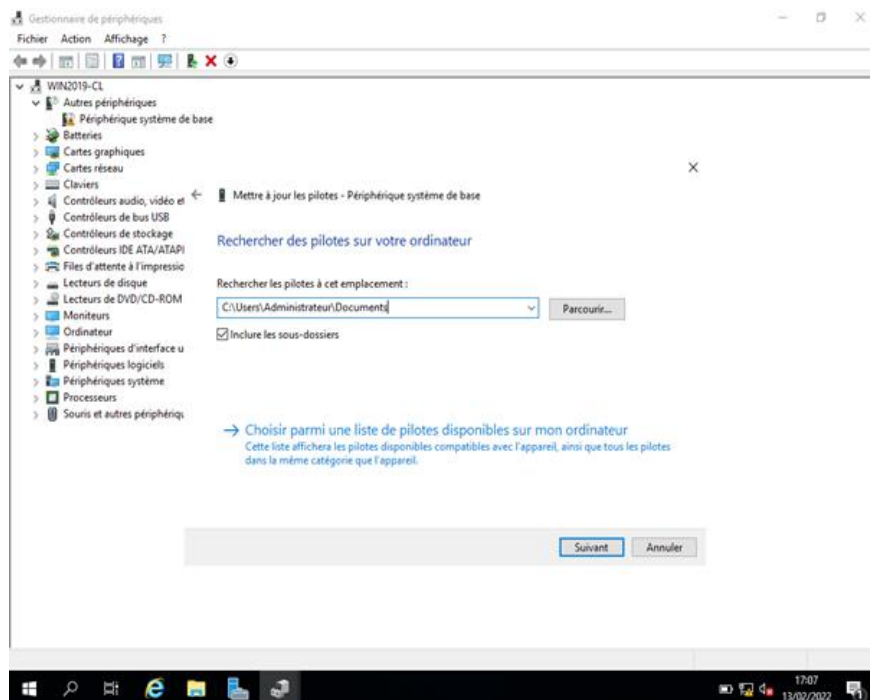 Gestionnaire de périphériques
Fichier Action Affichage ?
WIN2019-CL
Autres périphériques
Périphérique système de base
Batteries
Cartes graphiques
Cartes réseau
Claviers
Contrôleurs audio, vidéo et
Contrôleurs de bus USB
Contrôleurs de stockage
Contrôleurs IDE ATA/ATAPI
Files d'attente à l'impressio
Lecteurs de disque
Lecteurs de DVD/CD-ROM
Moniteurs
Ordinateur
Périphériques d'interface u
Périphériques logiciels
Périphériques système
Processeurs
Souris et autres périphériqu
Mettre à jour les pilotes - Périphérique système de base
Rechercher des pilotes sur votre ordinateur
Rechercher les pilotes à cet emplacement :
C:\Users\Administrateur\Documents
Parcourir...
Inclure les sous-dossiers
Choisir parmi une liste de pilotes disponibles sur mon ordinateur
Cette liste affichera les pilotes disponibles compatibles avec l'appareil, ainsi que tous les pilotes
dans la même catégorie que l'appareil.
Suivant Annuler
17:07
13/02/2022